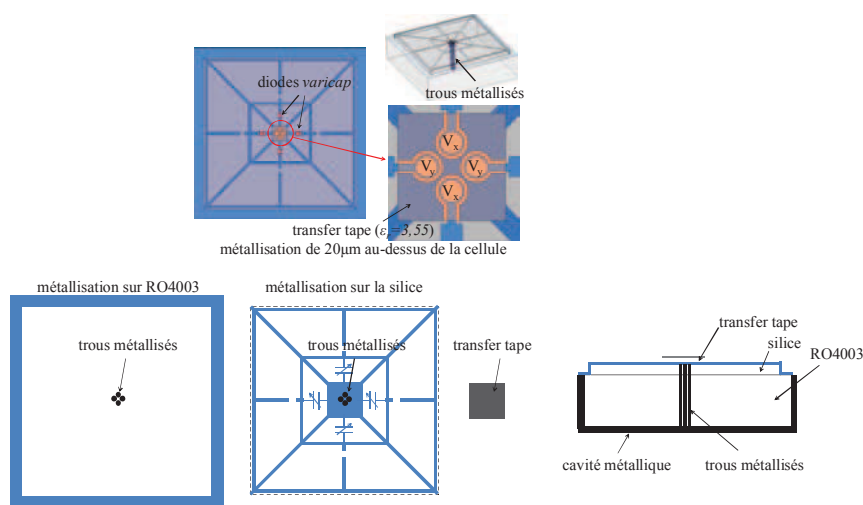 diodes varicap
trous métallisés
Vx
Vy
Vy
Vx
transfer tape (εr=3,55)
métallisation de 20μm au-dessus de la cellule
métallisation sur RO4003
métallisation sur la silice
trous métallisés
trous métallisés
transfer tape
transfer tape
silice
RO4003
cavité métallique
trous métallisés